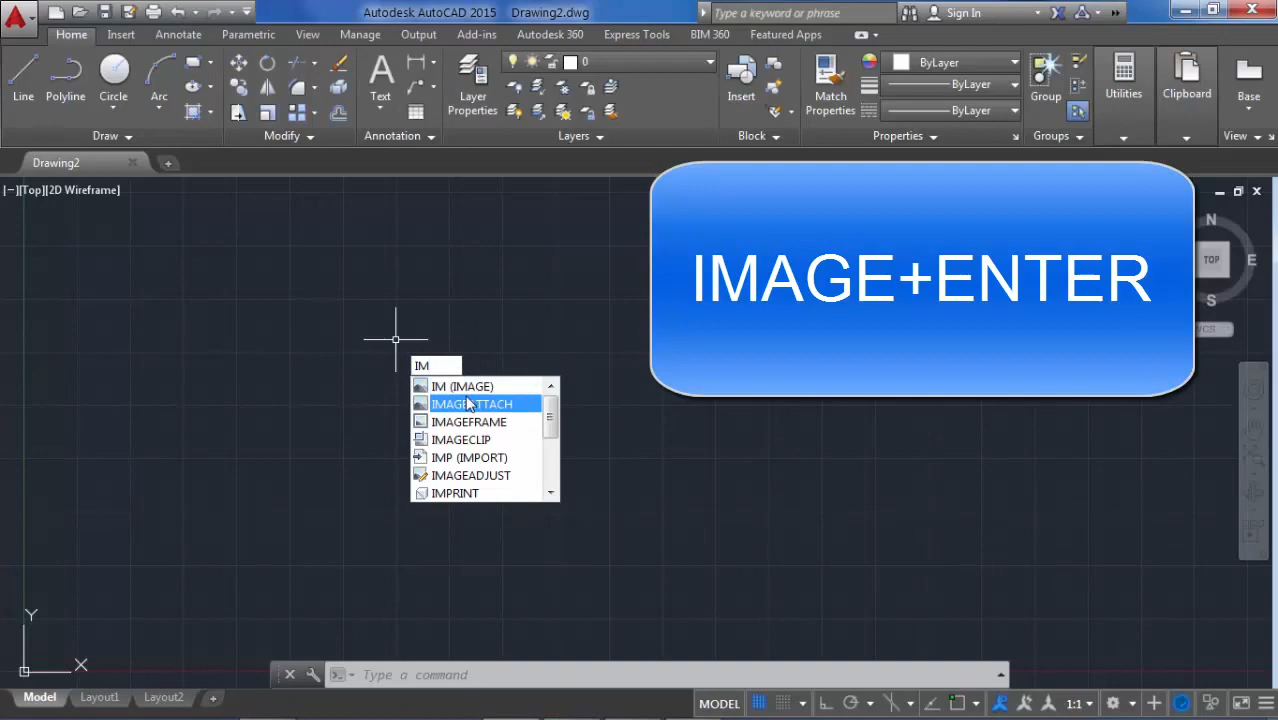 Autodesk AutoCAD 2015 Drawing2.dwg
Type a keyword or phrase
Sign In
Home Insert Annotate Parametric View Manage Output Add-ins Autodesk 360 Express Tools BIM 360 Featured Apps
Line Polyline Circle Arc
Text
Layer Properties
0
Insert
Match Properties
ByLayer
ByLayer
ByLayer
Group
Utilities
Clipboard
Base
Draw Modify Annotation Layers Block Properties Groups View
Drawing2
[−][Top][2D Wireframe]
IMAGE+ENTER
N
TOP
E
S
WCS
IM
IM (IMAGE)
IMAGEATTACH
IMAGEFRAME
IMAGECLIP
IMP (IMPORT)
IMAGEADJUST
IMPRINT
Y
X
Type a command
Model Layout1 Layout2
MODEL
1:1